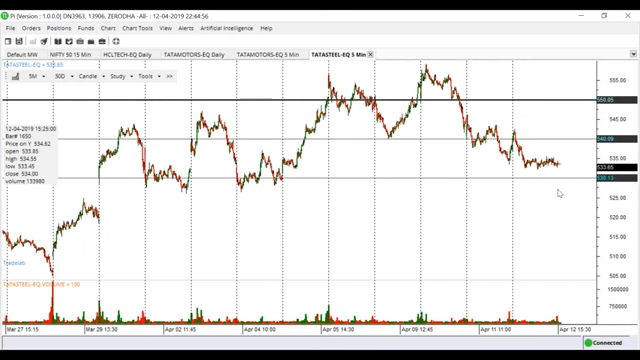 Pi (Version : 1.0.0.0) DN3963, 13906, ZERODHA -All- : 12-04-2019 22:44:56
File Orders Positions Funds Market Settings View Alerts Artificial Intelligence Help
Default MW NIFTY 50 15 Min HCLTECH-EQ Daily TATAMOTORS-EQ Daily TATAMOTORS-EQ 5 Min TATASTEEL-EQ 5 Min
5M 30D Candle Study Tools >>
12-04-2019 15:25:00
Bar# 1650
Price on Y 534.62
open 533.85
high 534.55
low 533.45
close 534.00
volume 133980
555.00
550.05
540.09
535.00
533.65
525.00
520.00
515.00
510.00
505.00
Tradelab
TATASTEEL-EQ VOLUME = 100
1500000
750000
Mar 27 15:15 Mar 29 13:30 Apr 02 11:45 Apr 04 10:00 Apr 05 14:30 Apr 09 12:45 Apr 11 11:00 Apr 12 15:30
Connected